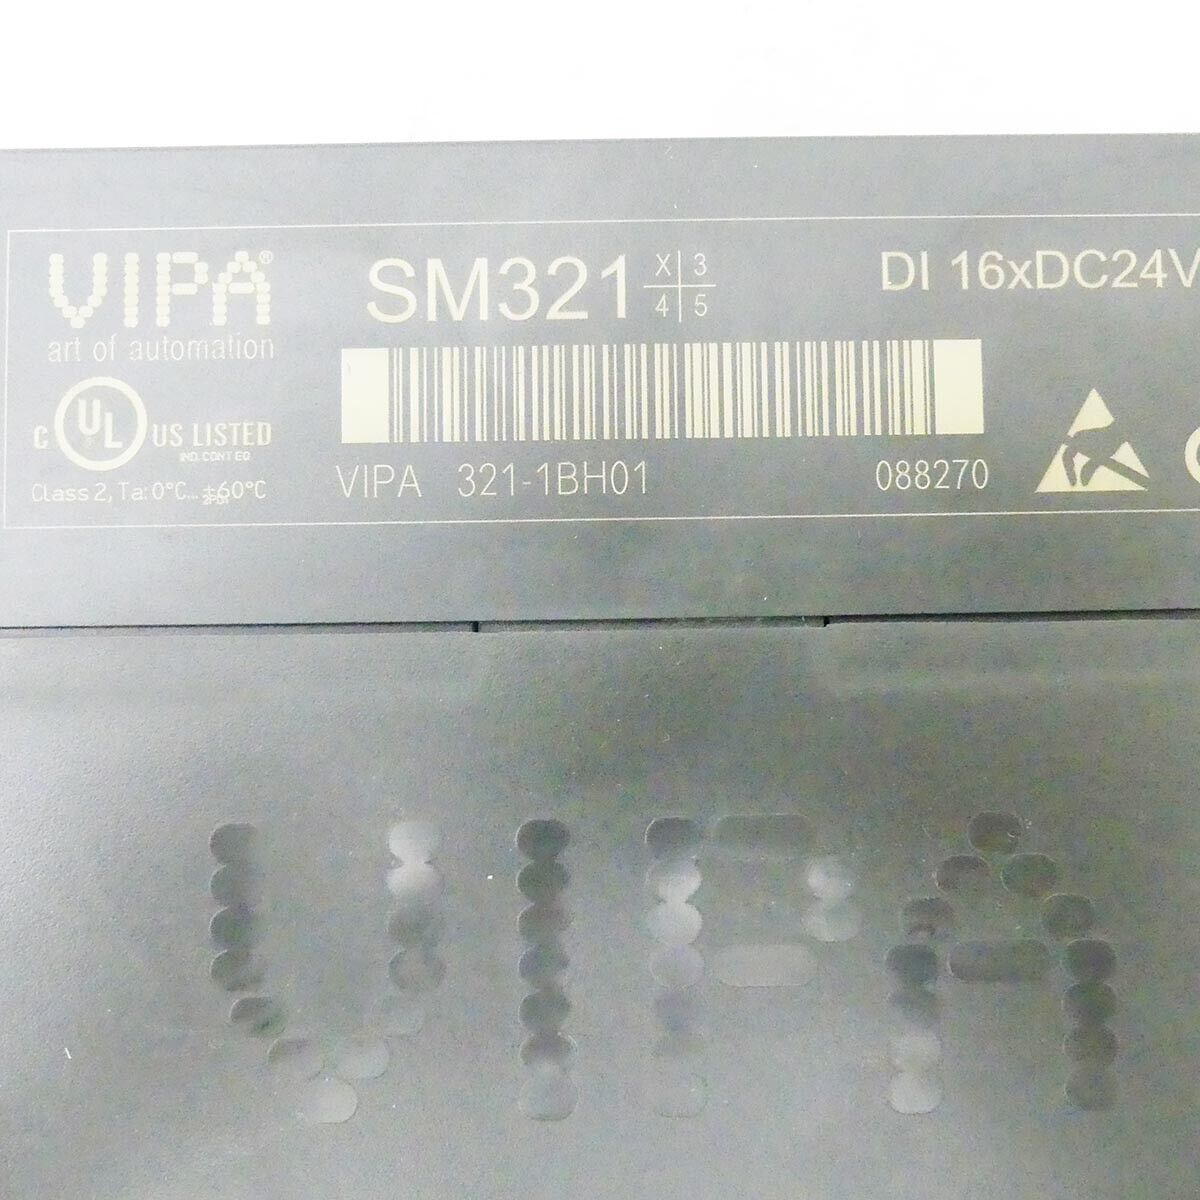 VIPA®
art of automation
SM321
X 3
4 5
DI 16xDC24V
C UL US LISTED
IND. CONT. EQ
Class 2, Ta: 0°C... +60°C
VIPA 321-1BH01
088270
VIPA